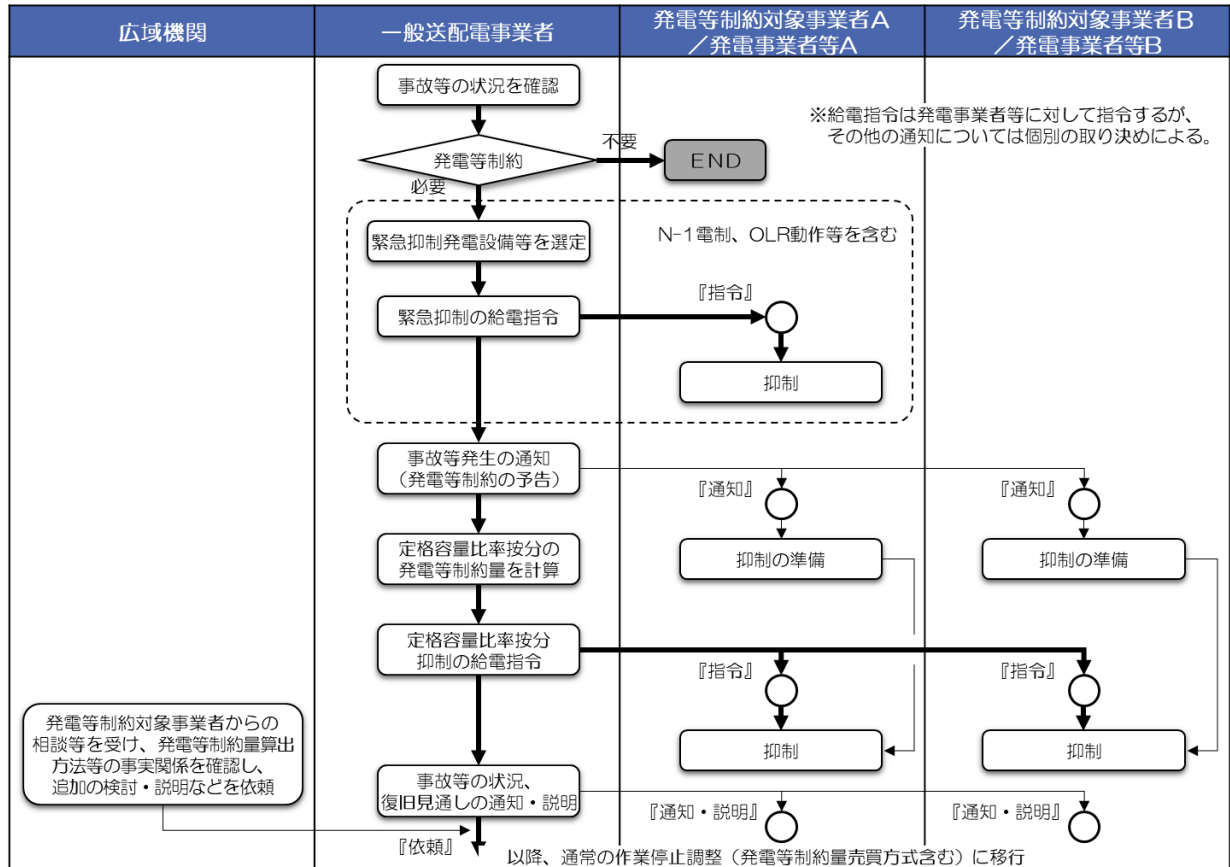 広域機関
一般送配電事業者
発電等制約対象事業者A
／発電事業者等A
発電等制約対象事業者B
／発電事業者等B
事故等の状況を確認
※給電指令は発電事業者等に対して指令するが、
その他の通知については個別の取り決めによる。
発電等制約
不要
END
必要
緊急抑制発電設備等を選定
N-1電制、OLR動作等を含む
緊急抑制の給電指令
『指令』
抑制
事故等発生の通知
（発電等制約の予告）
『通知』
『通知』
定格容量比率按分の
発電等制約量を計算
抑制の準備
抑制の準備
定格容量比率按分
抑制の給電指令
『指令』
『指令』
抑制
抑制
発電等制約対象事業者からの
相談等を受け、発電等制約量算出
方法等の事実関係を確認し、
追加の検討・説明などを依頼
事故等の状況、
復旧見通しの通知・説明
『通知・説明』
『通知・説明』
『依頼』
以降、通常の作業停止調整（発電等制約量売買方式含む）に移行